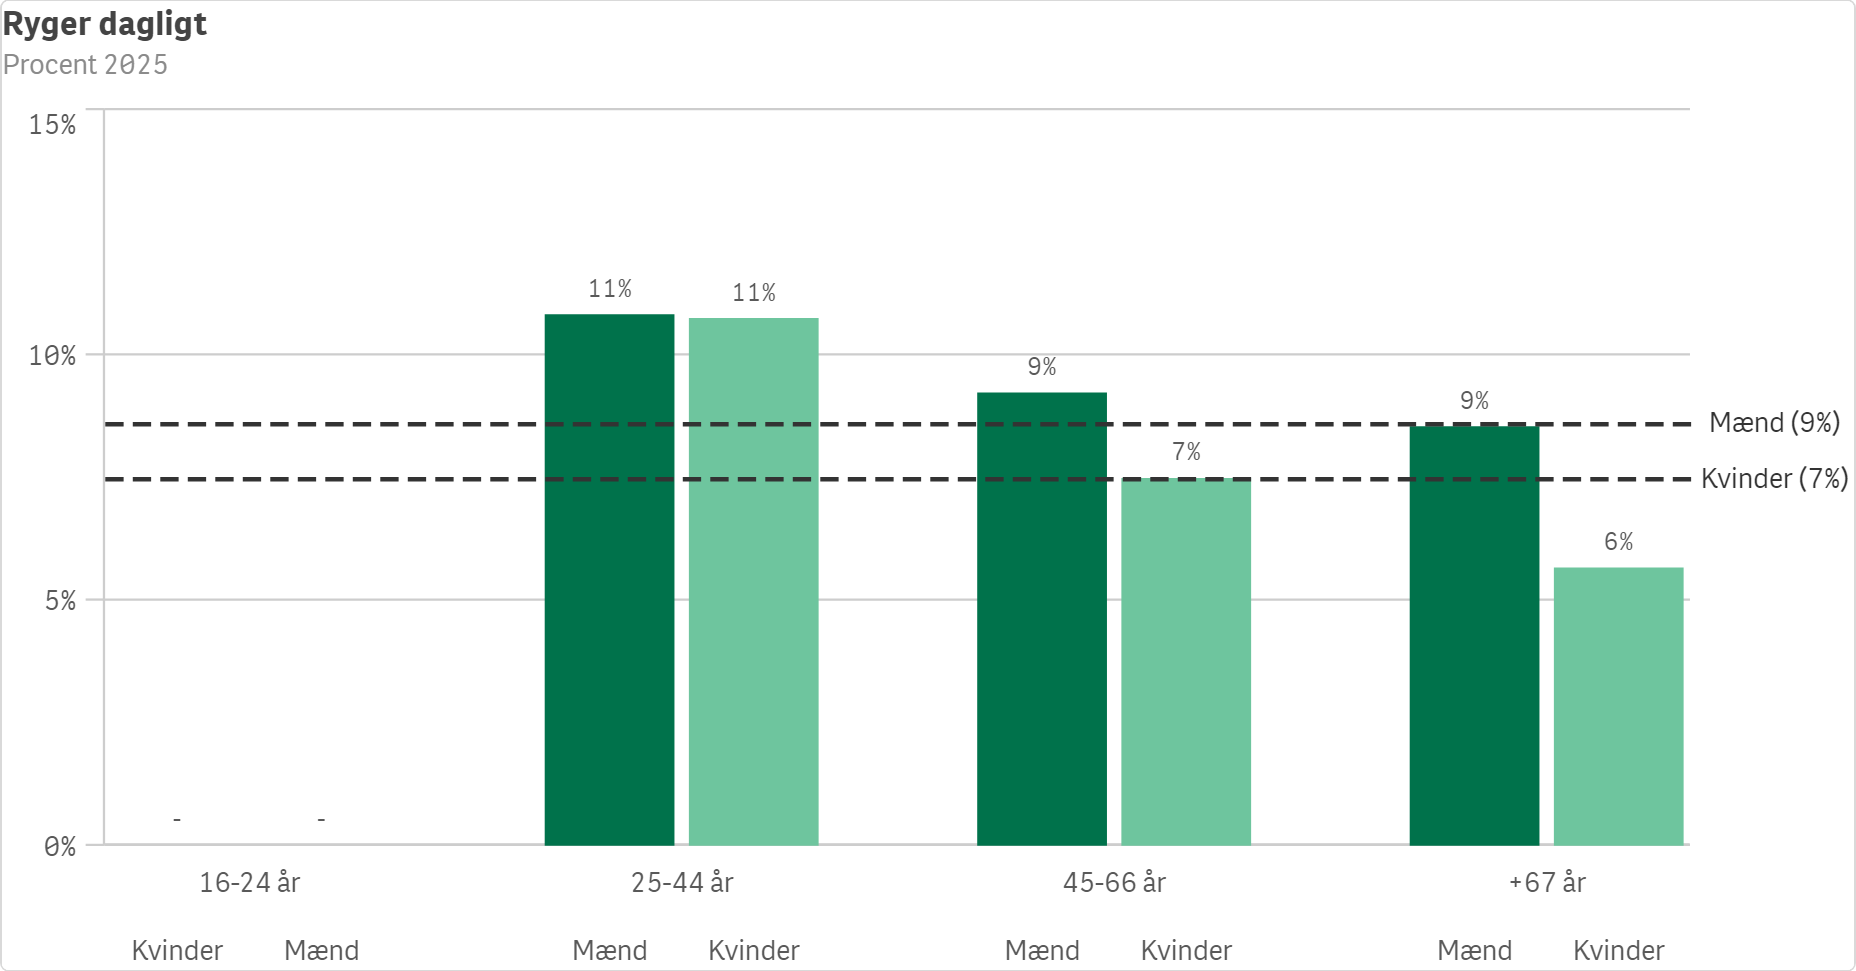 Ryger dagligt
Procent 2025
15%
10%
5%
0%
11%
11%
9%
7%
9%
6%
-
-
Mænd (9%)
Kvinder (7%)
16-24 år
25-44 år
45-66 år
+67 år
Kvinder
Mænd
Mænd
Kvinder
Mænd
Kvinder
Mænd
Kvinder